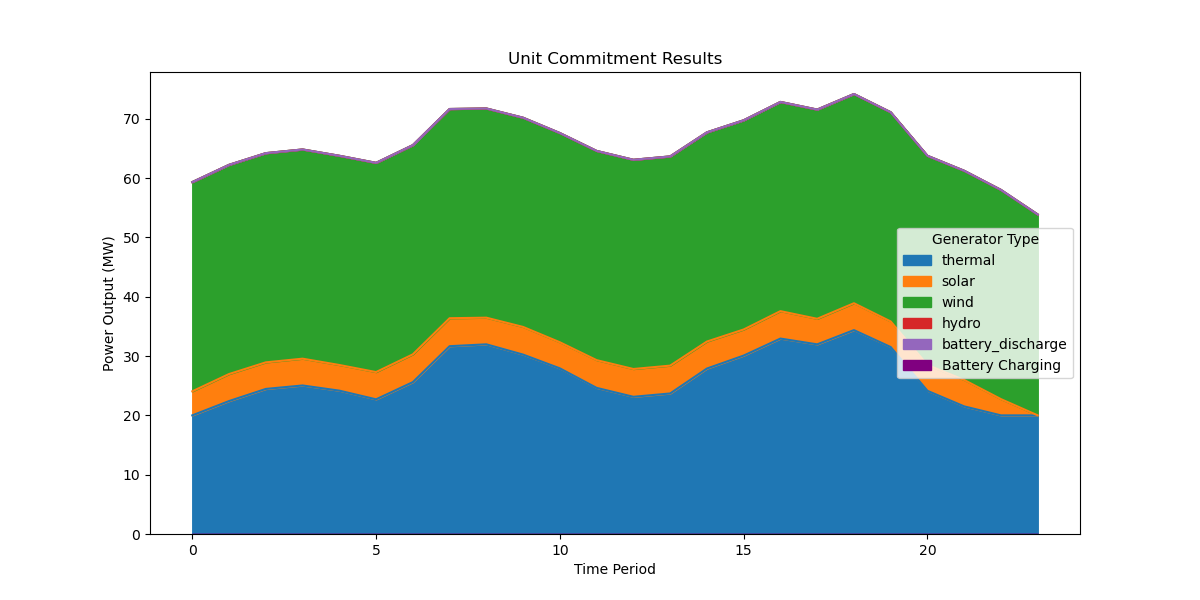 Unit Commitment Results
Power Output (MW)
70
60
50
40
30
20
10
0
0 5 10 15 20
Time Period
Generator Type
thermal
solar
wind
hydro
battery_discharge
Battery Charging